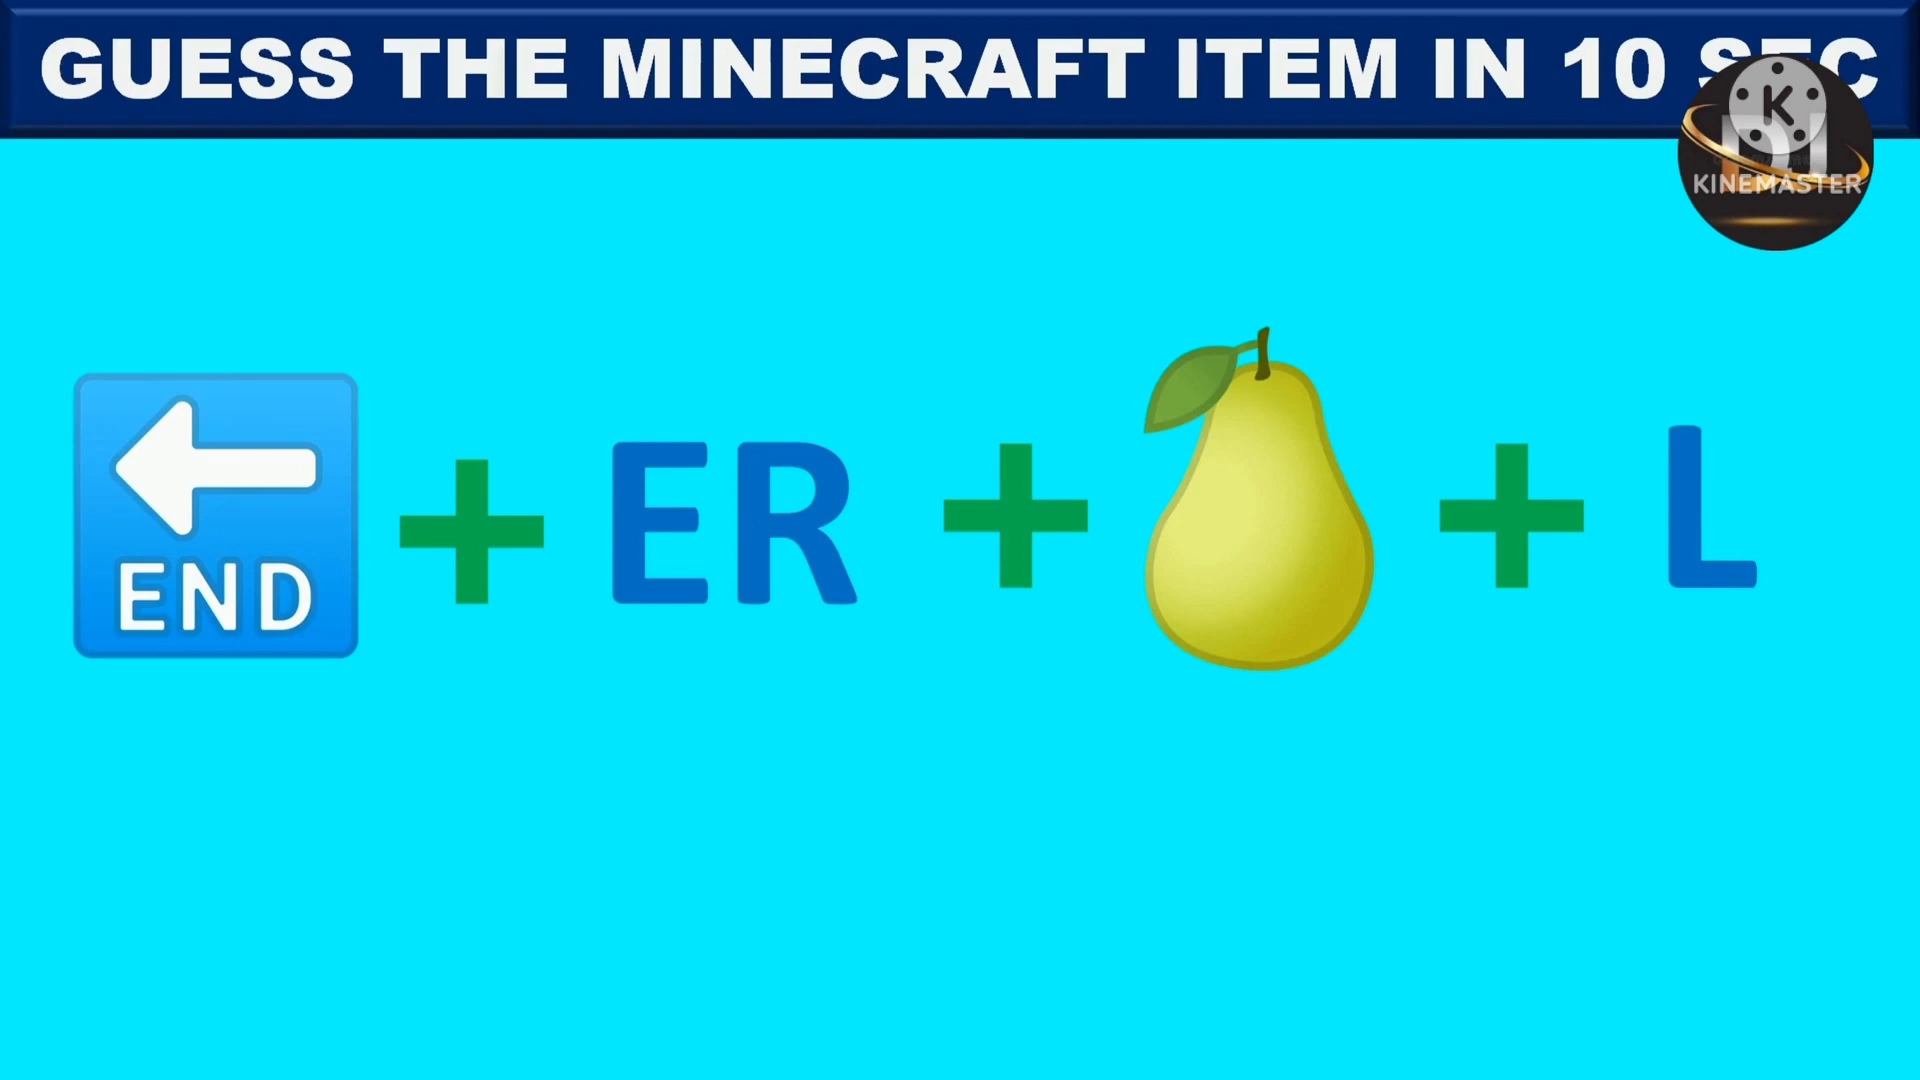 GUESS THE MINECRAFT ITEM IN 10 SEC
K
KINEMASTER
END + ER + + L